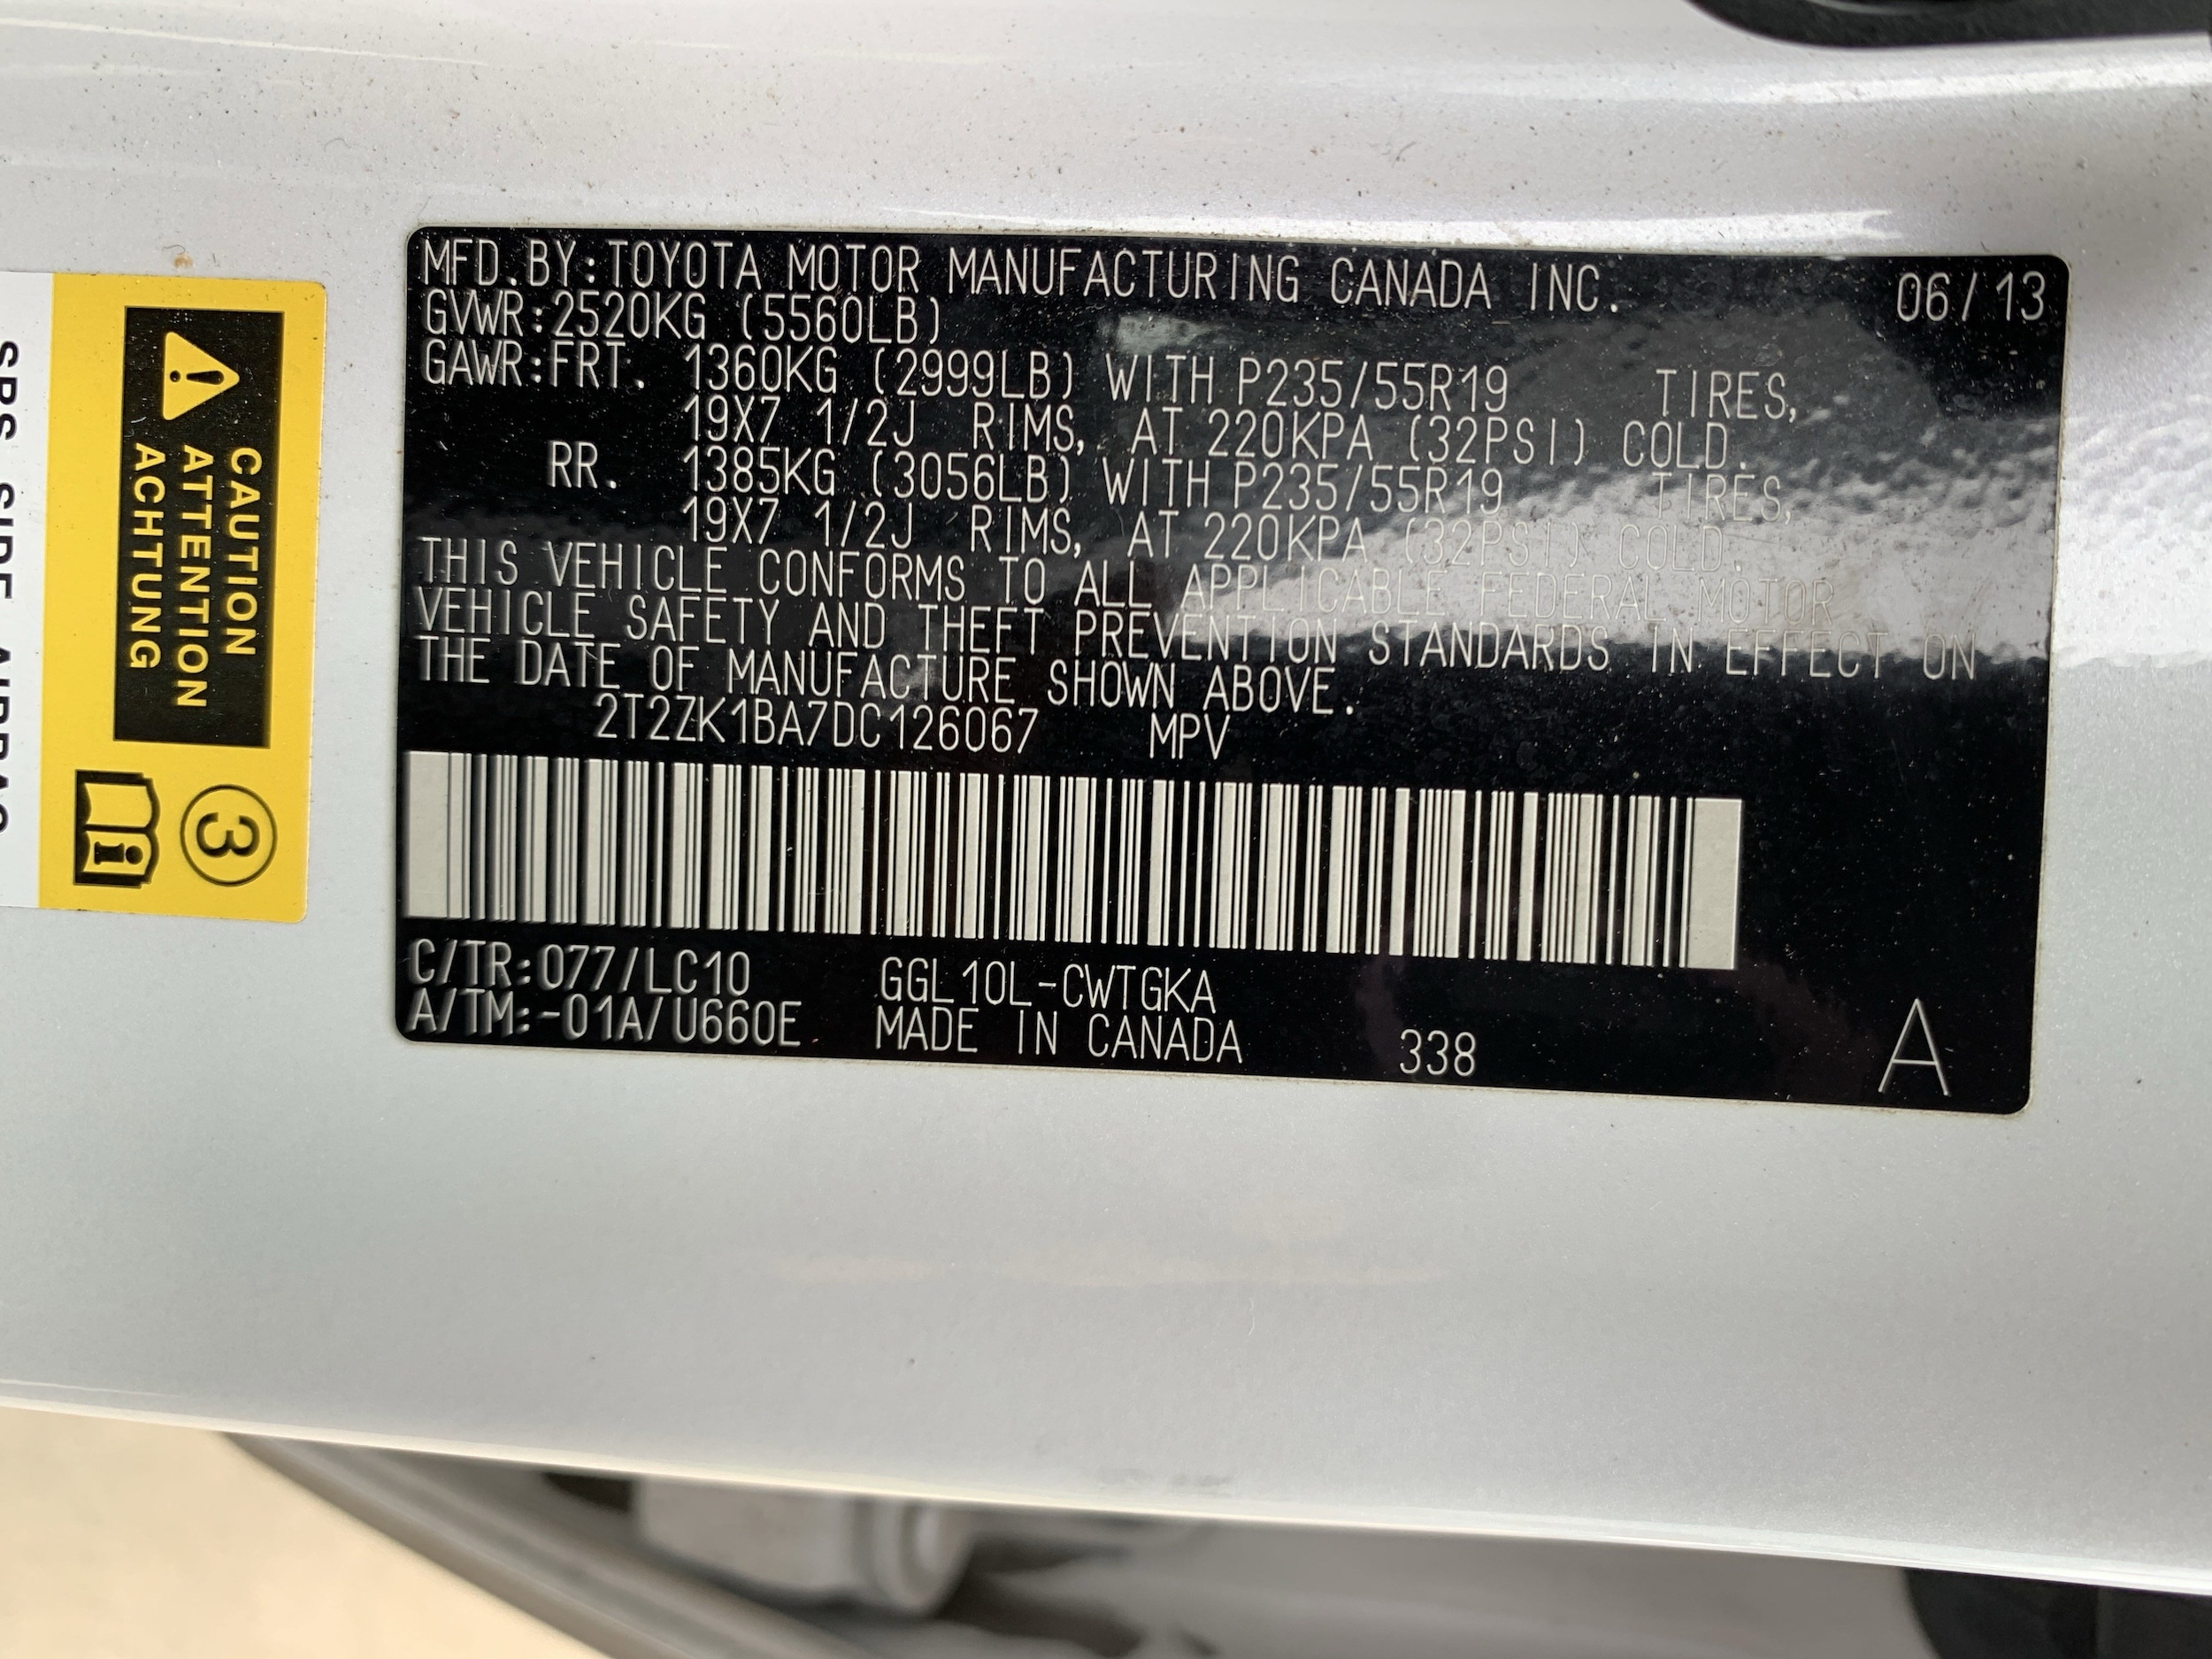 MFD.BY:TOYOTA MOTOR MANUFACTURING CANADA INC. 06/13
GVWR:2520KG (5560LB)
GAWR:FRT. 1360KG (2999LB) WITH P235/55R19 TIRES,
19X7 1/2J RIMS, AT 220KPA (32PSI) COLD.
RR. 1385KG (3056LB) WITH P235/55R19 TIRES,
19X7 1/2J RIMS, AT 220KPA (32PSI) COLD.
THIS VEHICLE CONFORMS TO ALL APPLICABLE FEDERAL MOTOR
VEHICLE SAFETY AND THEFT PREVENTION STANDARDS IN EFFECT ON
THE DATE OF MANUFACTURE SHOWN ABOVE.
2T2ZK1BA7DC126067 MPV
C/TR:077/LC10 GGL10L-CWTGKA
A/TM:-01A/U660E MADE IN CANADA 338 A
CAUTION
ATTENTION
ACHTUNG
3
i
SRS SIDE AIRBAG